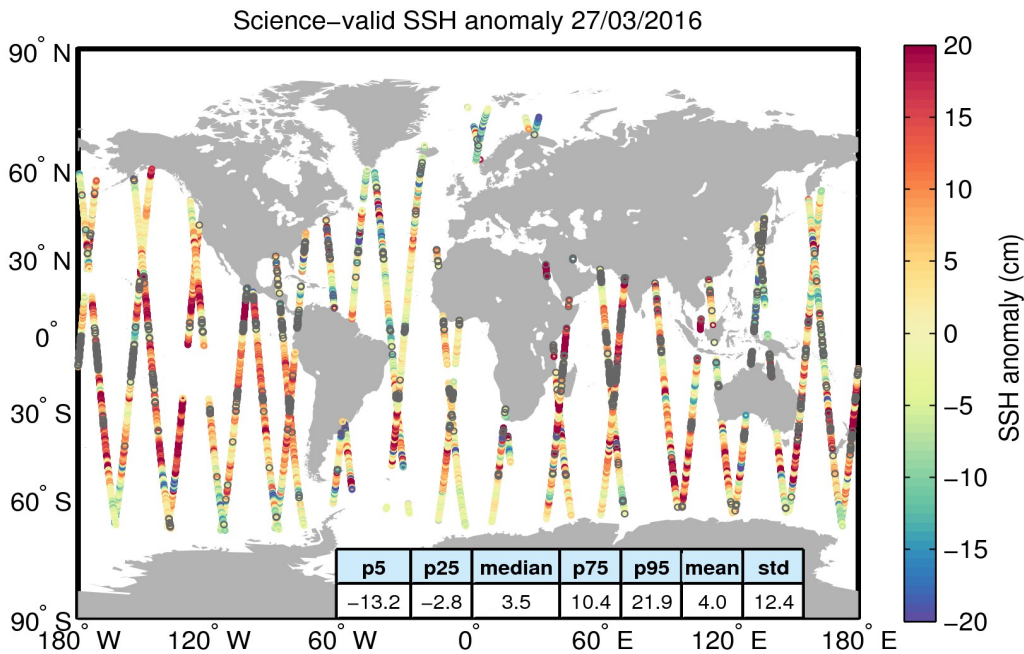 Science−valid SSH anomaly 27/03/2016
90° N
60° N
30° N
0°
30° S
60° S
90° S
180° W
120° W
60° W
0°
60° E
120° E
180° E
p5 p25 median p75 p95 mean std
−13.2 −2.8 3.5 10.4 21.9 4.0 12.4
20
15
10
5
0
−5
−10
−15
−20
SSH anomaly (cm)